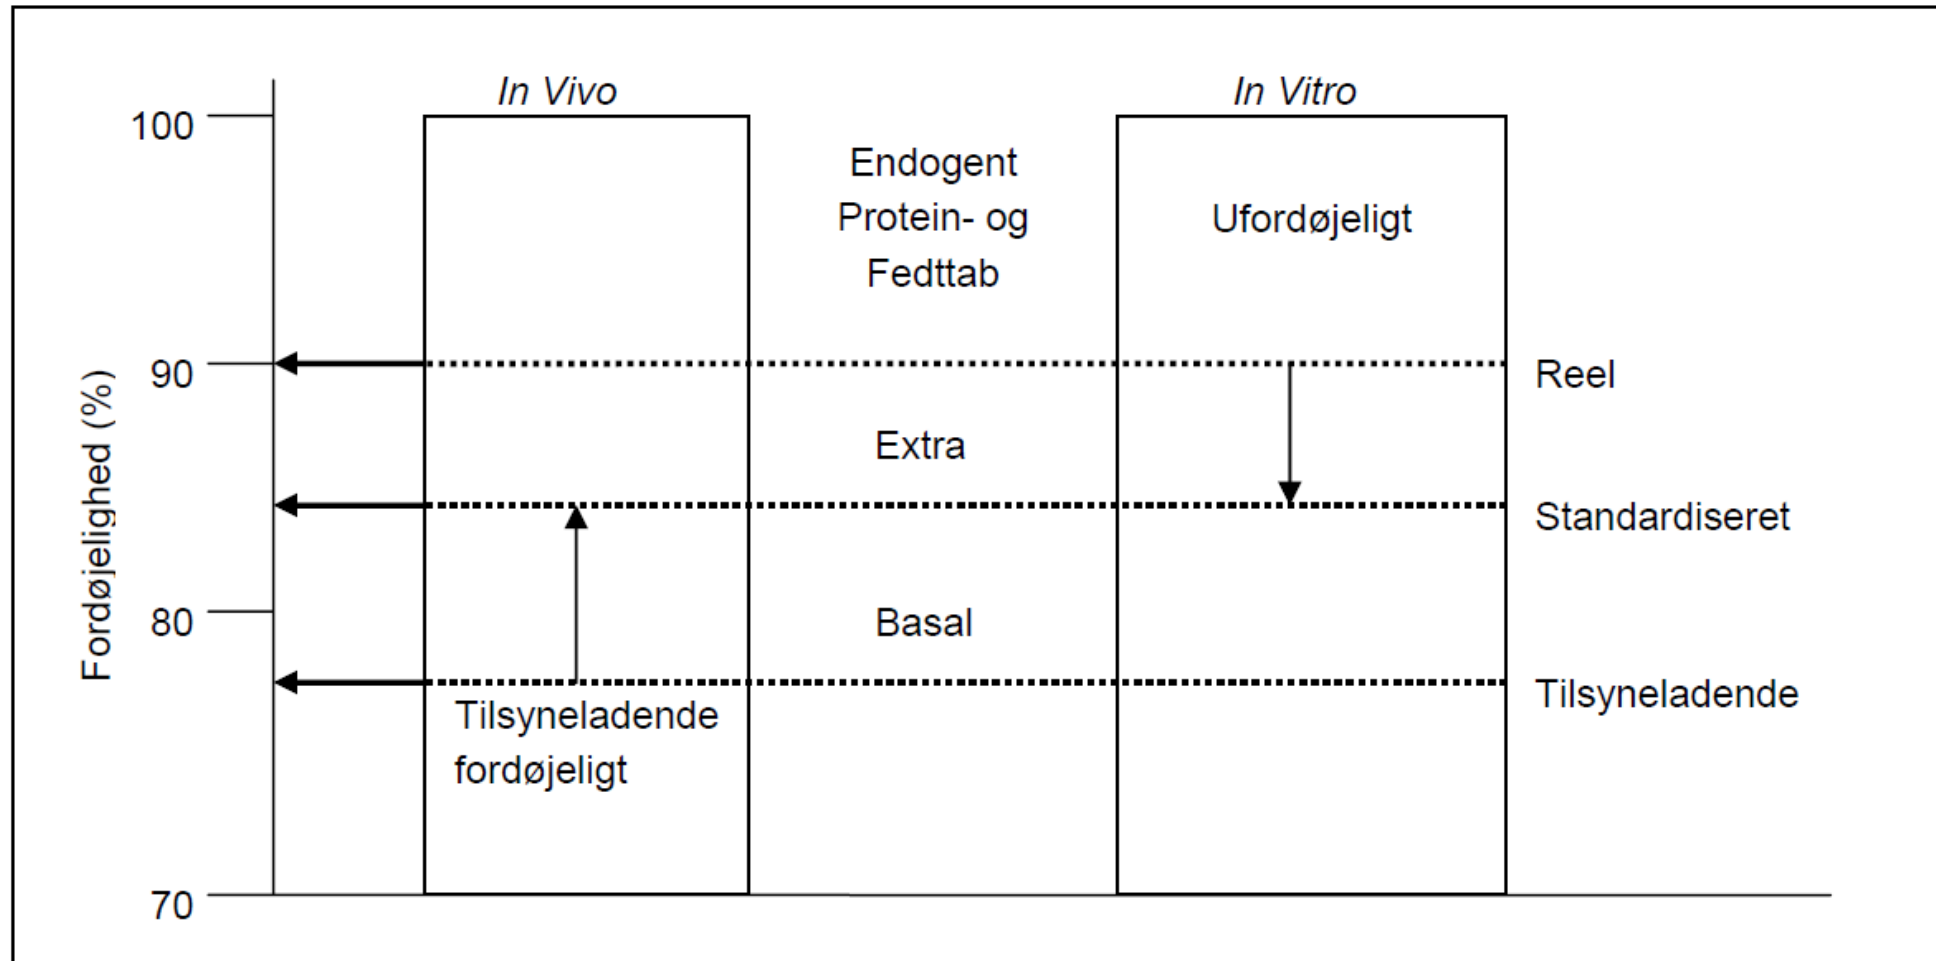 In Vivo
In Vitro
100
Endogent
Protein- og
Fedttab
Ufordøjeligt
90
Reel
Extra
Standardiseret
Fordøjelighed (%)
80
Basal
Tilsyneladende
Tilsyneladende
fordøjeligt
70